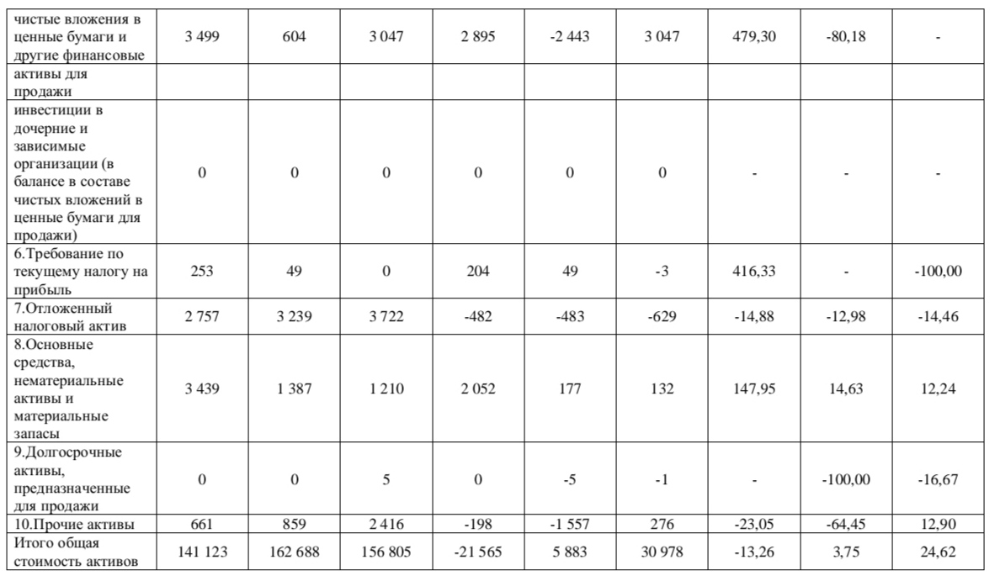 чистые вложения в
ценные бумаги и
другие финансовые
3 499 604 3 047 2 895 -2 443 3 047 479,30 -80,18 -
активы для
продажи
инвестиции в
дочерние и
зависимые
организации (в
балансе в составе
чистых вложений в
ценные бумаги для
продажи)
0 0 0 0 0 0 - - -
6.Требование по
текущему налогу на
прибыль
253 49 0 204 49 -3 416,33 - -100,00
7.Отложенный
налоговый актив
2 757 3 239 3 722 -482 -483 -629 -14,88 -12,98 -14,46
8.Основные
средства,
нематериальные
активы и
материальные
запасы
3 439 1 387 1 210 2 052 177 132 147,95 14,63 12,24
9.Долгосрочные
активы,
предназначенные
для продажи
0 0 5 0 -5 -1 - -100,00 -16,67
10.Прочие активы 661 859 2 416 -198 -1 557 276 -23,05 -64,45 12,90
Итого общая
стоимость активов
141 123 162 688 156 805 -21 565 5 883 30 978 -13,26 3,75 24,62